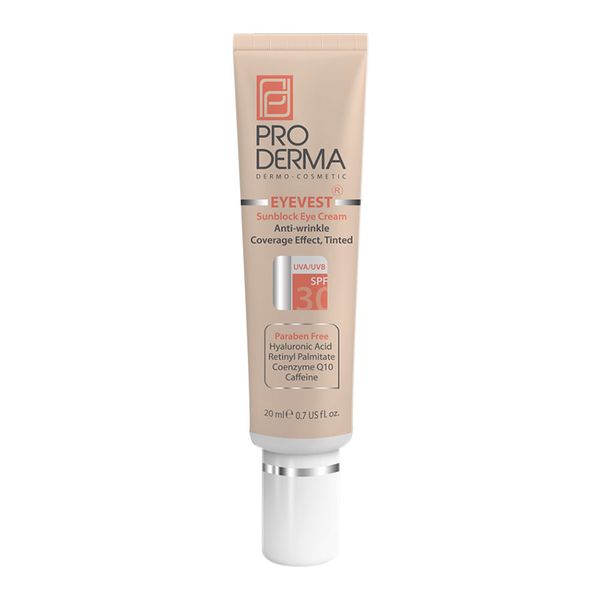 PRO
DERMA
DERMO-COSMETIC
EYEVEST ®
Sunblock Eye Cream
Anti-wrinkle
Coverage Effect, Tinted
UVA/UVB
SPF
30
Paraben Free
Hyaluronic Acid
Retinyl Palmitate
Coenzyme Q10
Caffeine
20 ml ℮ 0.7 US fl. oz.